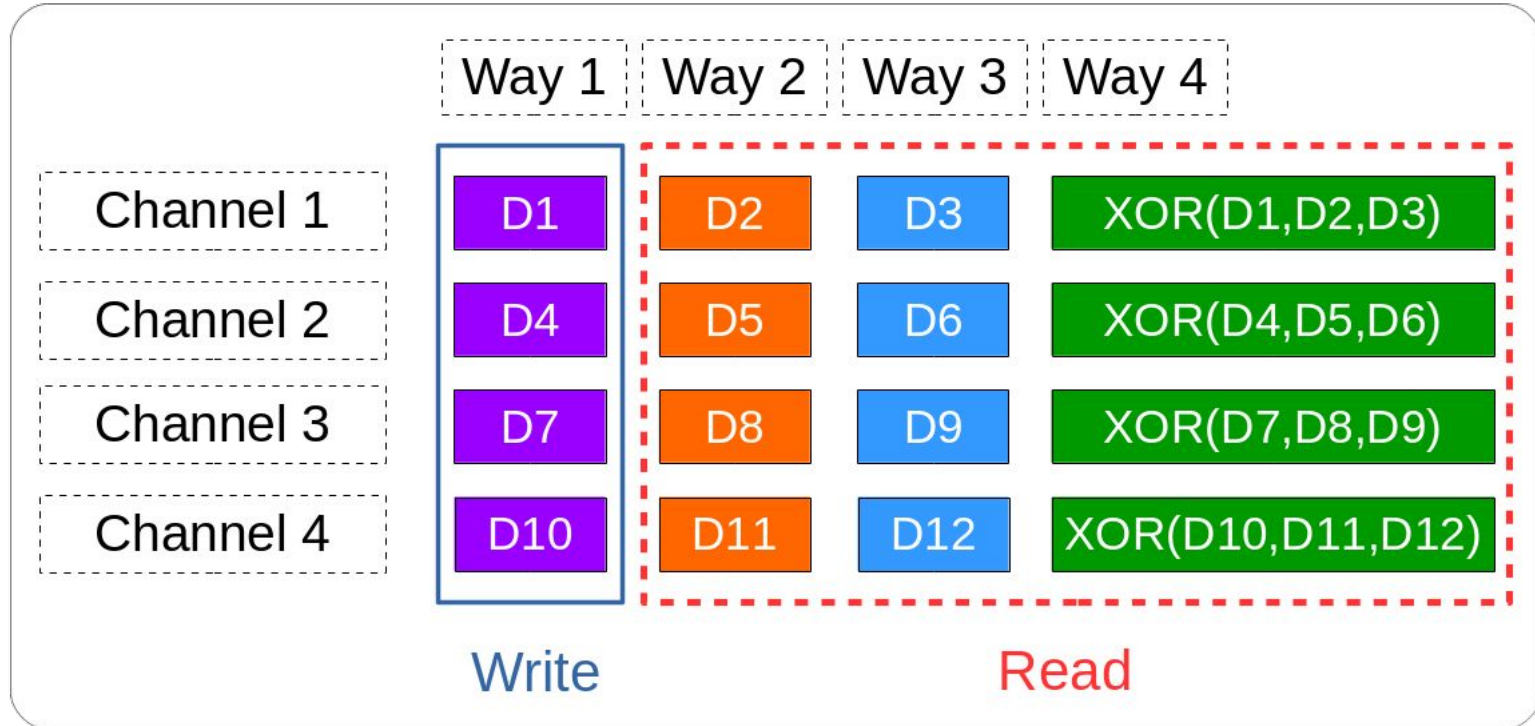 Way 1 Way 2 Way 3 Way 4
Channel 1 D1 D2 D3 XOR(D1,D2,D3)
Channel 2 D4 D5 D6 XOR(D4,D5,D6)
Channel 3 D7 D8 D9 XOR(D7,D8,D9)
Channel 4 D10 D11 D12 XOR(D10,D11,D12)
Write Read